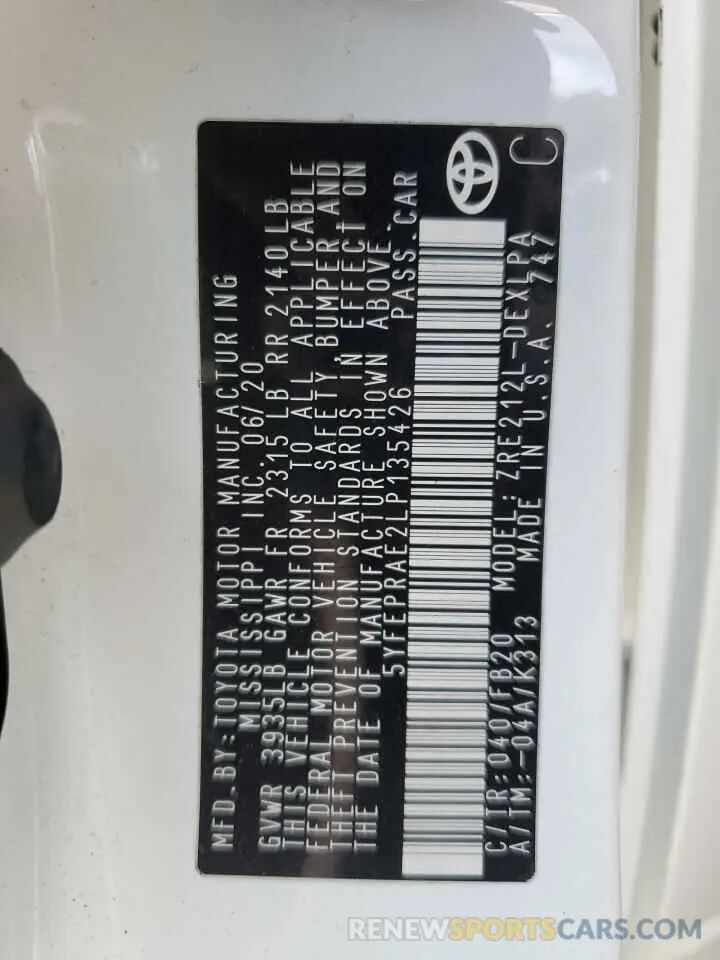 MFD. BY: TOYOTA MOTOR MANUFACTURING
MISSISSIPPI INC. 06/20
GVWR 3935LB GAWR FR 2315 LB RR 2140 LB
THIS VEHICLE CONFORMS TO ALL APPLICABLE
FEDERAL MOTOR VEHICLE SAFETY, BUMPER AND
THEFT PREVENTION STANDARDS IN EFFECT ON
THE DATE OF MANUFACTURE SHOWN ABOVE.
5YFEPRAE2LP135426 PASS. CAR
C/TR: 040/FB20 MODEL: ZRE212L-DEXLPA
A/TM: -04A/K313 MADE IN U.S.A. 747
C
RENEWSPORTSCARS.COM